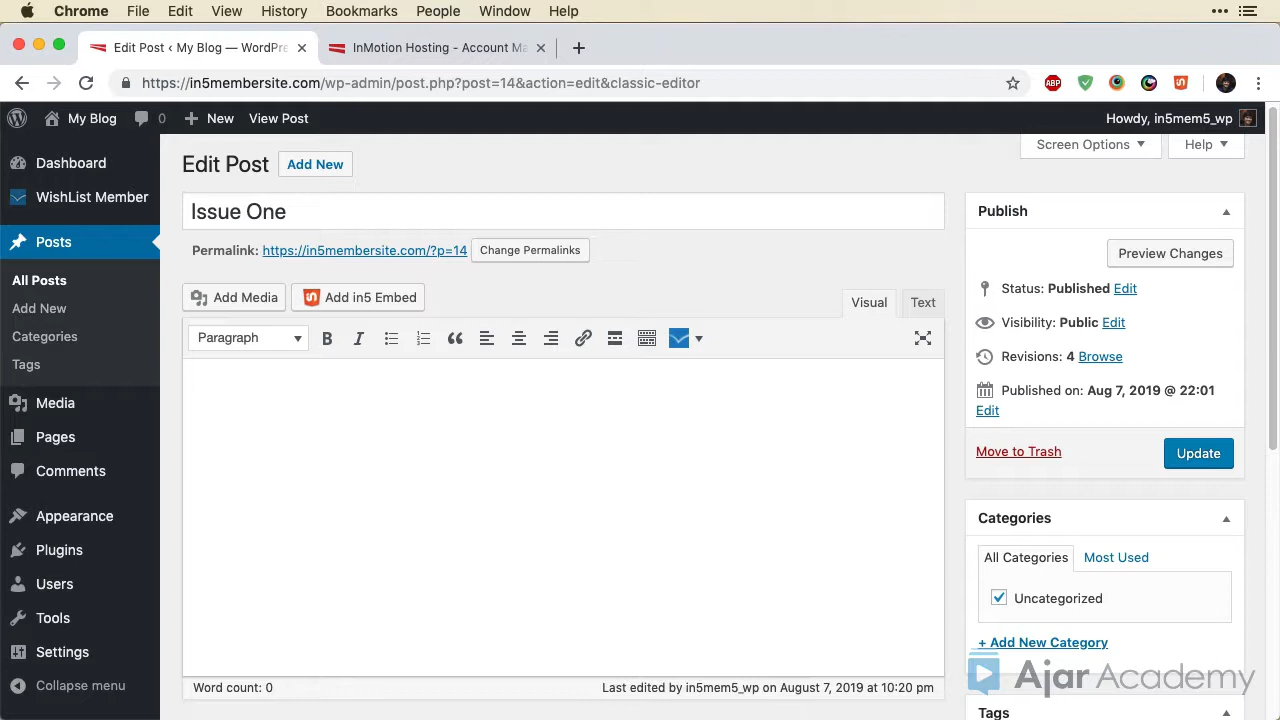 Chrome File Edit View History Bookmarks People Window Help
Edit Post ‹ My Blog — WordPre
InMotion Hosting - Account Ma
https://in5membersite.com/wp-admin/post.php?post=14&action=edit&classic-editor
ABP
My Blog 0 New View Post Howdy, in5mem5_wp
Screen Options Help
Dashboard
WishList Member
Posts
All Posts
Add New
Categories
Tags
Media
Pages
Comments
Appearance
Plugins
Users
Tools
Settings
Collapse menu
Edit Post Add New
Issue One
Permalink: https://in5membersite.com/?p=14 Change Permalinks
Add Media Add in5 Embed Visual Text
Paragraph B I
Word count: 0 Last edited by in5mem5_wp on August 7, 2019 at 10:20 pm
Publish
Preview Changes
Status: Published Edit
Visibility: Public Edit
Revisions: 4 Browse
Published on: Aug 7, 2019 @ 22:01
Edit
Move to Trash Update
Categories
All Categories Most Used
Uncategorized
+ Add New Category
Ajar Academy
Tags